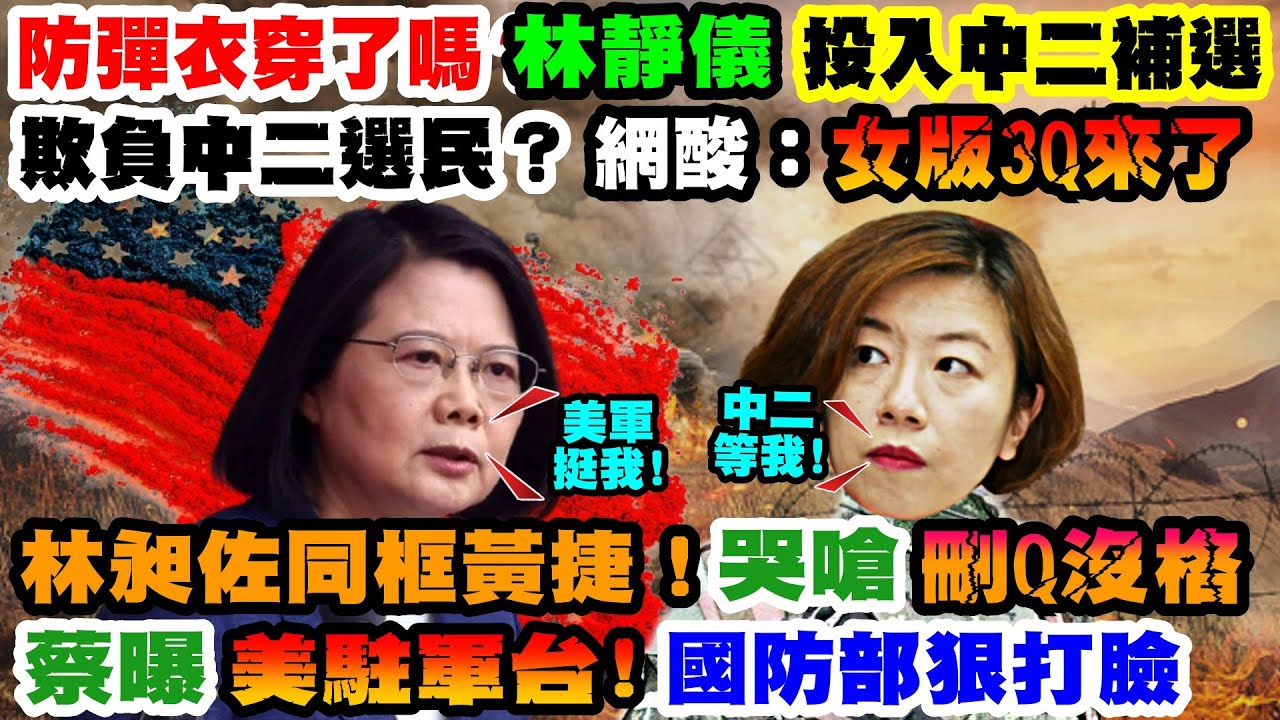 防彈衣穿了嗎 林靜儀 投入中二補選
欺負中二選民？網酸：女版3Q來了
美軍
挺我！
中二
等我！
林昶佐同框黃捷！哭嗆 刪Q沒格
蔡曝 美駐軍台！國防部狠打臉